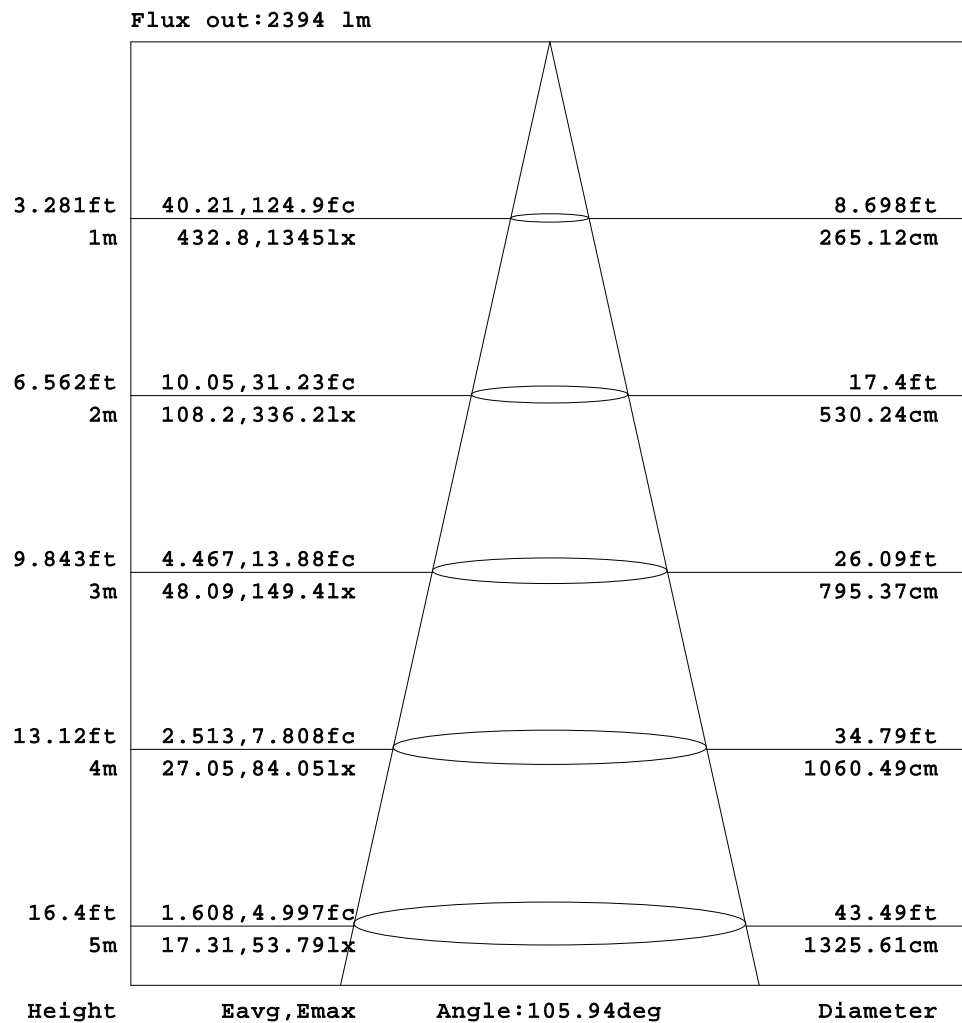 Flux out:2394 lm
3.281ft 40.21,124.9fc 8.698ft
1m 432.8,1345lx 265.12cm
6.562ft 10.05,31.23fc 17.4ft
2m 108.2,336.2lx 530.24cm
9.843ft 4.467,13.88fc 26.09ft
3m 48.09,149.4lx 795.37cm
13.12ft 2.513,7.808fc 34.79ft
4m 27.05,84.05lx 1060.49cm
16.4ft 1.608,4.997fc 43.49ft
5m 17.31,53.79lx 1325.61cm
Height Eavg,Emax Angle:105.94deg Diameter